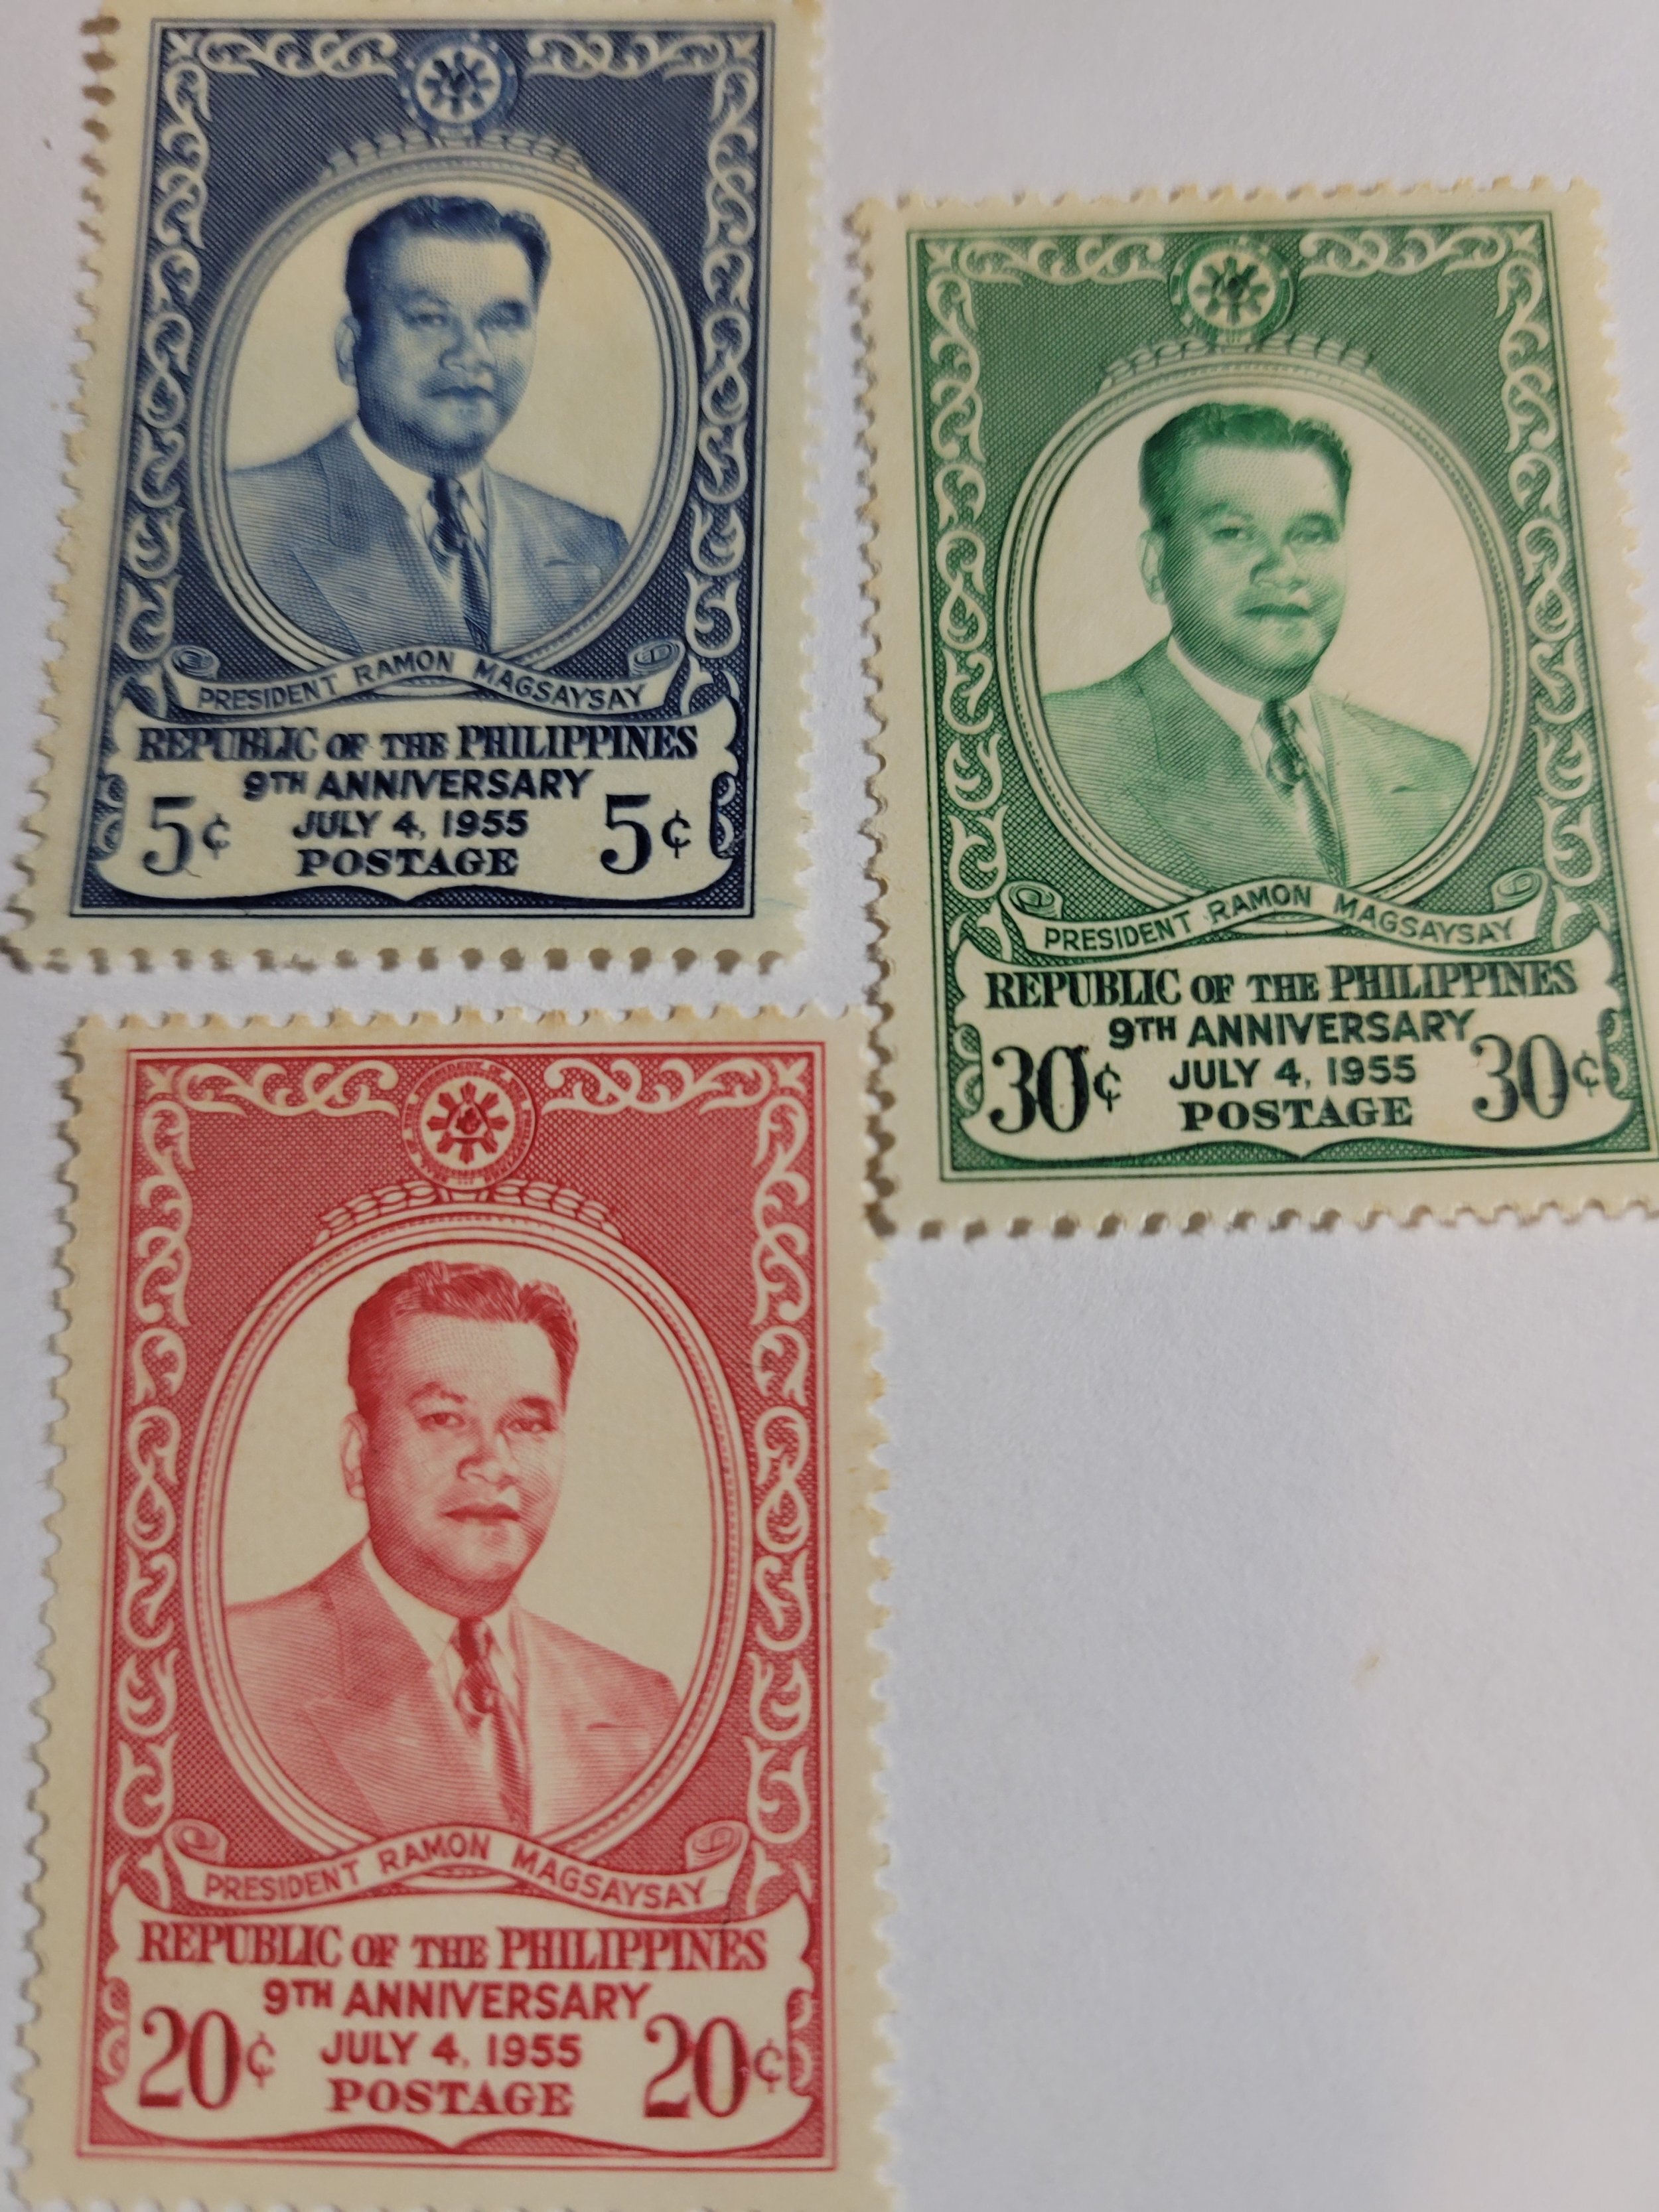 PRESIDENT RAMON MAGSAYSAY
REPUBLIC OF THE PHILIPPINES
9TH ANNIVERSARY
5¢ JULY 4, 1955 5¢
POSTAGE
PRESIDENT RAMON MAGSAYSAY
REPUBLIC OF THE PHILIPPINES
9TH ANNIVERSARY
30¢ JULY 4, 1955 30¢
POSTAGE
PRESIDENT RAMON MAGSAYSAY
REPUBLIC OF THE PHILIPPINES
9TH ANNIVERSARY
20¢ JULY 4, 1955 20¢
POSTAGE